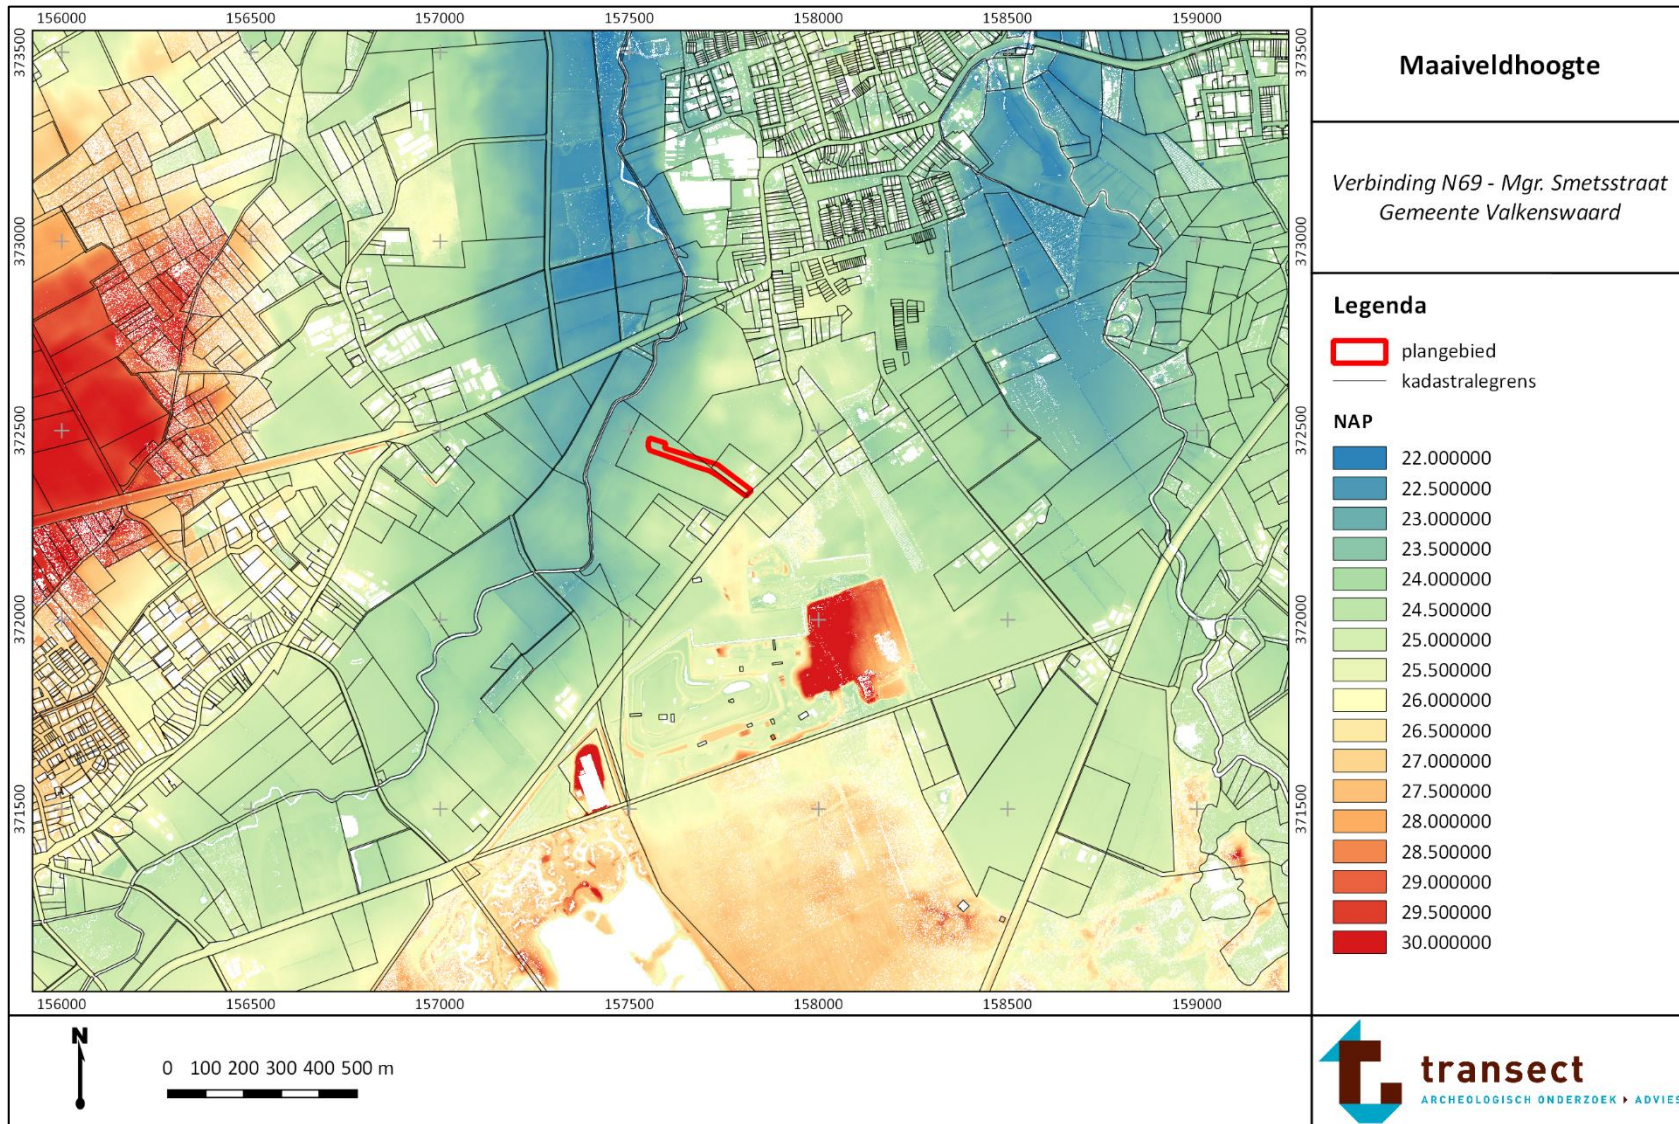 156000 156500 157000 157500 158000 158500 159000
373500
373000
372500
372000
371500
373500
373000
372500
372000
371500
156000 156500 157000 157500 158000 158500 159000
Maaiveldhoogte
Verbinding N69 - Mgr. Smetsstraat
Gemeente Valkenswaard
Legenda
plangebied
kadastralegrens
NAP
22.000000
22.500000
23.000000
23.500000
24.000000
24.500000
25.000000
25.500000
26.000000
26.500000
27.000000
27.500000
28.000000
28.500000
29.000000
29.500000
30.000000
N
0 100 200 300 400 500 m
transect
ARCHEOLOGISCH ONDERZOEK ▸ ADVIES